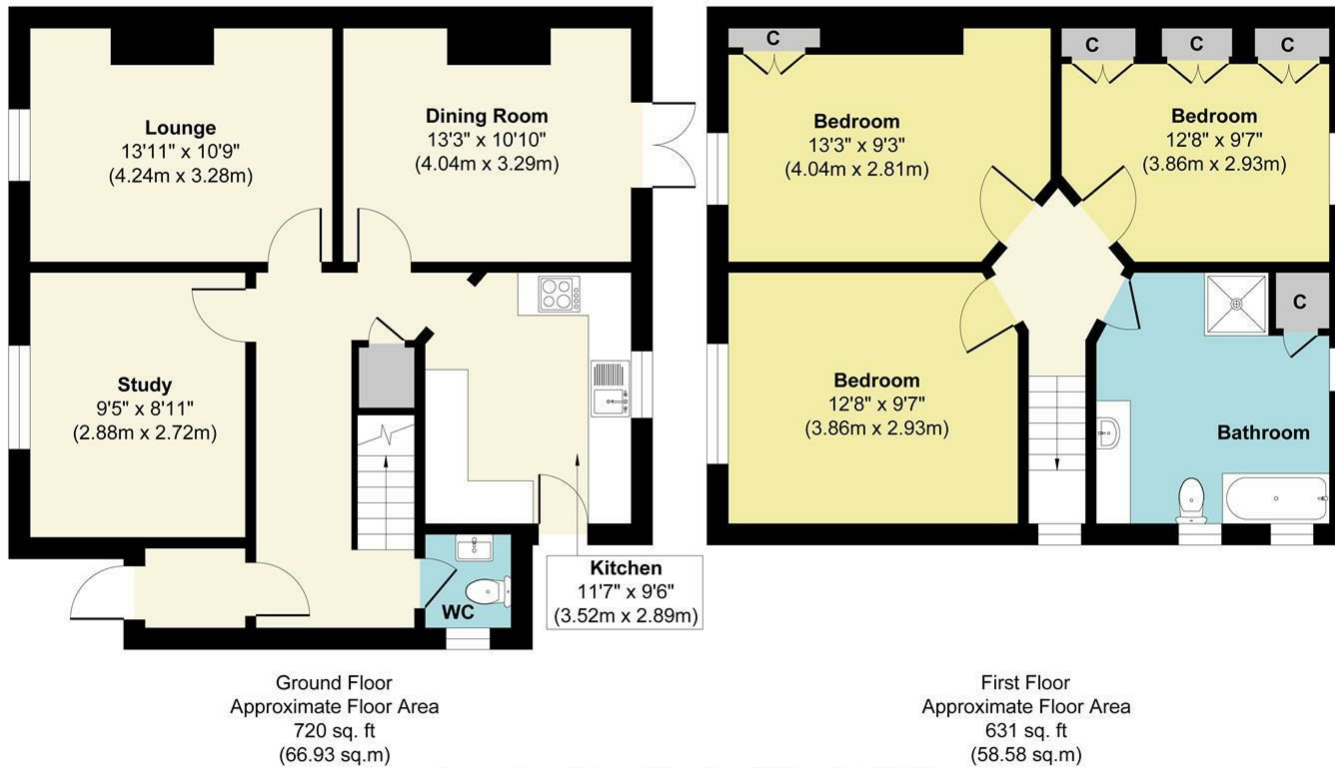 Lounge
13'11" x 10'9"
(4.24m x 3.28m)
Dining Room
13'3" x 10'10"
(4.04m x 3.29m)
Study
9'5" x 8'11"
(2.88m x 2.72m)
WC
Kitchen
11'7" x 9'6"
(3.52m x 2.89m)
Ground Floor
Approximate Floor Area
720 sq. ft
(66.93 sq.m)
C
C
C
C
Bedroom
13'3" x 9'3"
(4.04m x 2.81m)
Bedroom
12'8" x 9'7"
(3.86m x 2.93m)
Bedroom
12'8" x 9'7"
(3.86m x 2.93m)
C
Bathroom
First Floor
Approximate Floor Area
631 sq. ft
(58.58 sq.m)